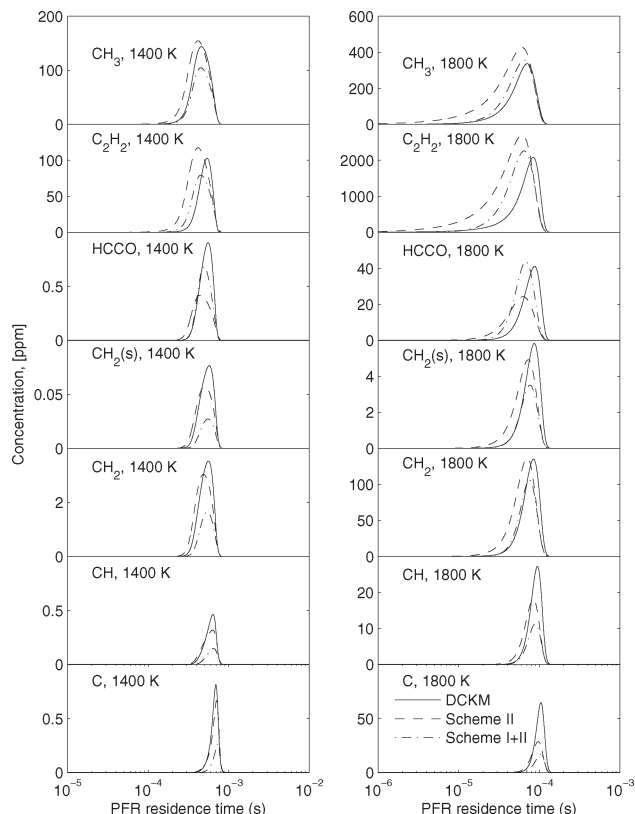 200
150
100
50
0
CH3, 1400 K
100
50
0
C2H2, 1400 K
0.5
0
HCCO, 1400 K
0.05
0
CH2(s), 1400 K
2
0
CH2, 1400 K
0.5
0
CH, 1400 K
0.5
0
C, 1400 K
10−5
10−4
10−3
10−2
PFR residence time (s)
Concentration, [ppm]
600
400
200
0
CH3, 1800 K
2000
1000
0
C2H2, 1800 K
40
20
0
HCCO, 1800 K
4
2
0
CH2(s), 1800 K
100
50
0
CH2, 1800 K
20
10
0
CH, 1800 K
50
0
C, 1800 K
DCKM
Scheme II
Scheme I+II
10−6
10−5
10−4
10−3
PFR residence time (s)